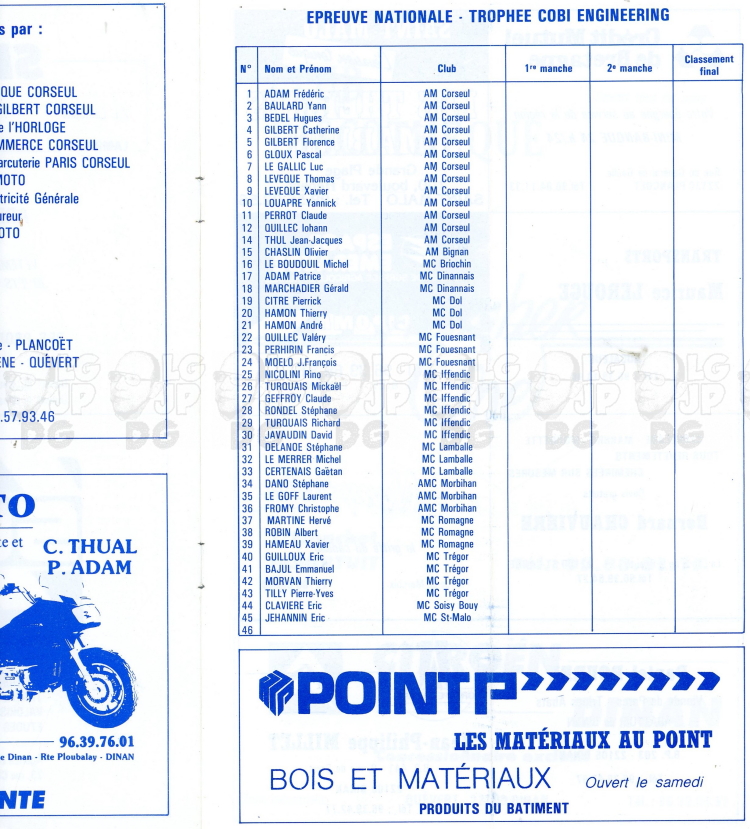 s par :
QUE CORSEUL
GILBERT CORSEUL
e l'HORLOGE
MMERCE CORSEUL
arcuterie PARIS CORSEUL
MOTO
tricité Générale
ureur,
OTO
e - PLANCOËT
ENE - QUÉVERT
.57.93.46
TO
te et
C. THUAL
P. ADAM
96.39.76.01
e Dinan - Rte Ploubalay - DINAN
NTE
EPREUVE NATIONALE - TROPHEE COBI ENGINEERING
N° Nom et Prénom Club 1re manche 2e manche Classement final
1 ADAM Frédéric AM Corseul
2 BAULARD Yann AM Corseul
3 BEDEL Hugues AM Corseul
4 GILBERT Catherine AM Corseul
5 GILBERT Florence AM Corseul
6 GLOUX Pascal AM Corseul
7 LE GALLIC Luc AM Corseul
8 LEVEQUE Thomas AM Corseul
9 LEVEQUE Xavier AM Corseul
10 LOUAPRE Yannick AM Corseul
11 PERROT Claude AM Corseul
12 QUILLEC Iohann AM Corseul
14 THUL Jean-Jacques AM Corseul
15 CHASLIN Olivier AM Bignan
16 LE BOUDOUIL Michel MC Briochin
17 ADAM Patrice MC Dinannais
18 MARCHADIER Gérald MC Dinannais
19 CITRE Pierrick MC Dol
20 HAMON Thierry MC Dol
21 HAMON André MC Dol
22 QUILLEC Valéry MC Fouesnant
23 PERHIRIN Francis MC Fouesnant
24 MOELO J.François MC Fouesnant
25 NICOLINI Rino MC Iffendic
26 TURQUAIS Mickaël MC Iffendic
27 GEFFROY Claude MC Iffendic
28 RONDEL Stéphane MC Iffendic
29 TURQUAIS Richard MC Iffendic
30 JAVAUDIN David MC Iffendic
31 DELANOE Stéphane MC Lamballe
32 LE MERRER Michel MC Lamballe
33 CERTENAIS Gaëtan MC Lamballe
34 DANO Stéphane AMC Morbihan
35 LE GOFF Laurent AMC Morbihan
36 FROMY Christophe AMC Morbihan
37 MARTINE Hervé MC Romagne
38 ROBIN Albert MC Romagne
39 HAMEAU Xavier MC Romagne
40 GUILLOUX Eric MC Trégor
41 BAJUL Emmanuel MC Trégor
42 MORVAN Thierry MC Trégor
43 TILLY Pierre-Yves MC Trégor
44 CLAVIERE Eric MC Soisy Bouy
45 JEHANNIN Eric MC St-Malo
46
POINT P
LES MATÉRIAUX AU POINT
BOIS ET MATÉRIAUX Ouvert le samedi
PRODUITS DU BATIMENT